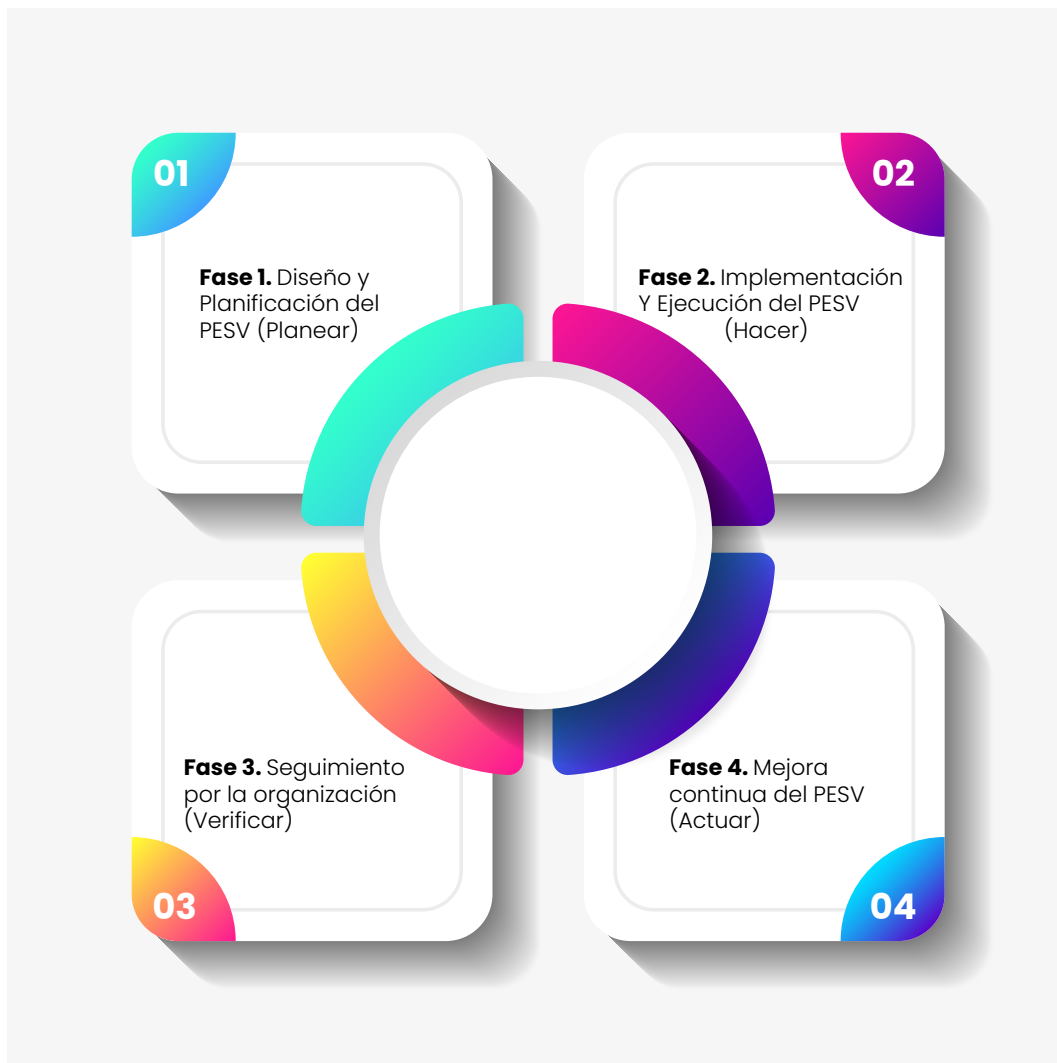 01
Fase 1. Diseño y
Planificación del
PESV (Planear)
02
Fase 2. Implementación
Y Ejecución del PESV
(Hacer)
Fase 3. Seguimiento
por la organización
(Verificar)
03
Fase 4. Mejora
continua del PESV
(Actuar)
04